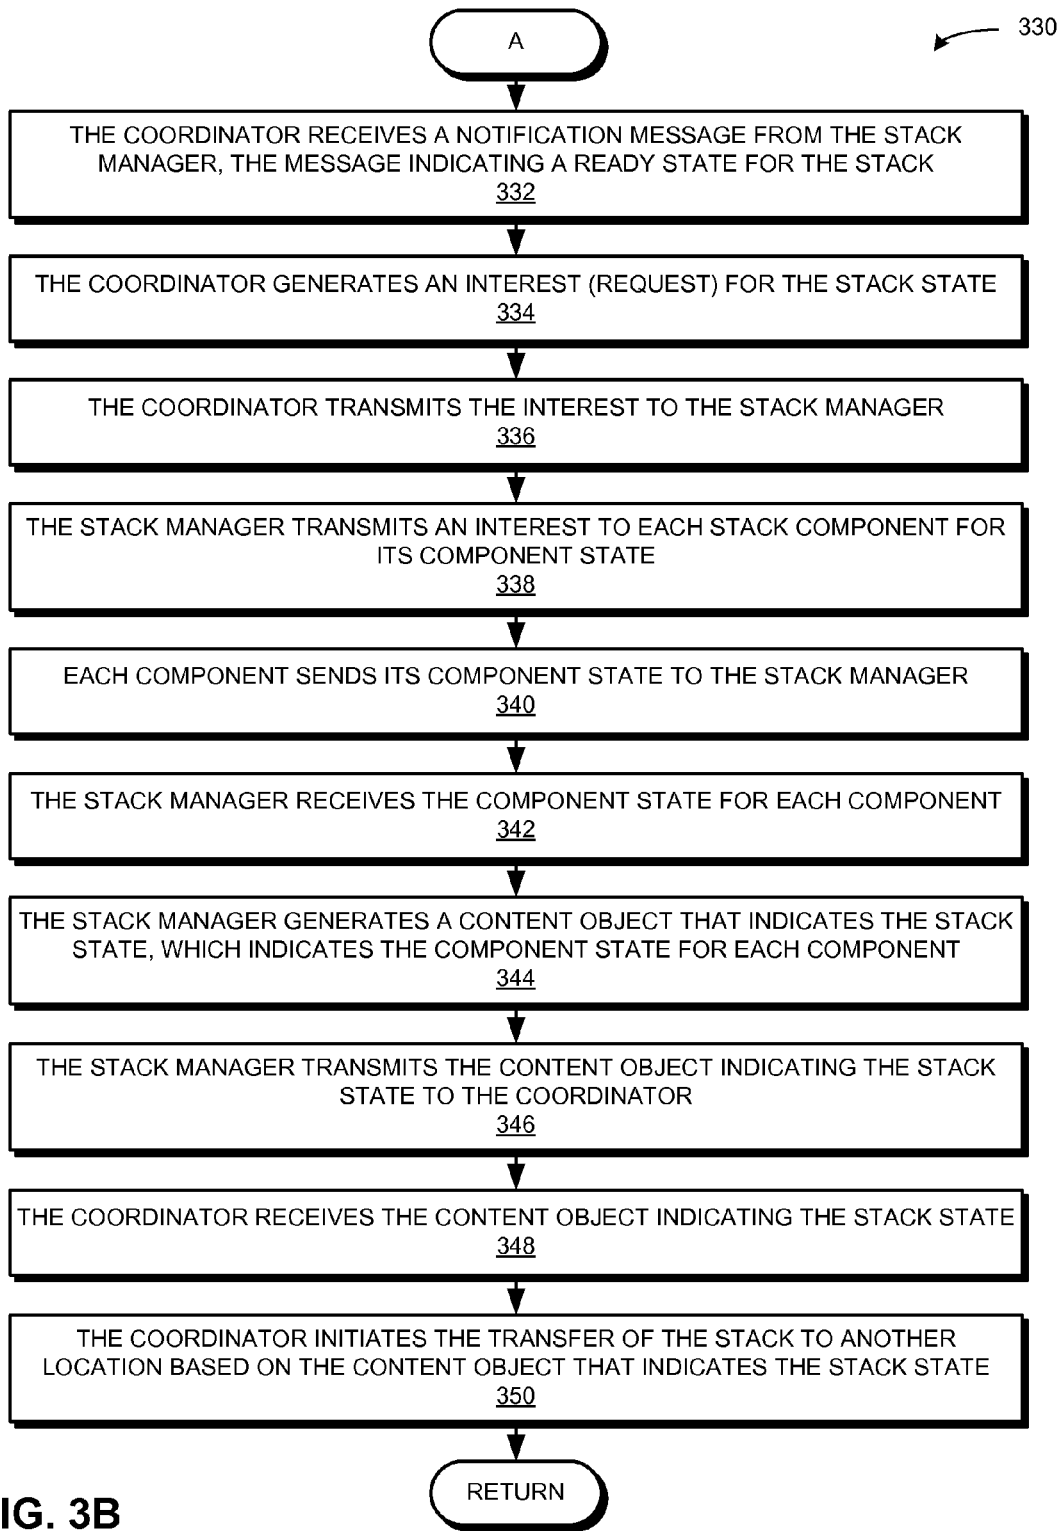 A
330
THE COORDINATOR RECEIVES A NOTIFICATION MESSAGE FROM THE STACK
MANAGER, THE MESSAGE INDICATING A READY STATE FOR THE STACK
332
THE COORDINATOR GENERATES AN INTEREST (REQUEST) FOR THE STACK STATE
334
THE COORDINATOR TRANSMITS THE INTEREST TO THE STACK MANAGER
336
THE STACK MANAGER TRANSMITS AN INTEREST TO EACH STACK COMPONENT FOR
ITS COMPONENT STATE
338
EACH COMPONENT SENDS ITS COMPONENT STATE TO THE STACK MANAGER
340
THE STACK MANAGER RECEIVES THE COMPONENT STATE FOR EACH COMPONENT
342
THE STACK MANAGER GENERATES A CONTENT OBJECT THAT INDICATES THE STACK
STATE, WHICH INDICATES THE COMPONENT STATE FOR EACH COMPONENT
344
THE STACK MANAGER TRANSMITS THE CONTENT OBJECT INDICATING THE STACK
STATE TO THE COORDINATOR
346
THE COORDINATOR RECEIVES THE CONTENT OBJECT INDICATING THE STACK STATE
348
THE COORDINATOR INITIATES THE TRANSFER OF THE STACK TO ANOTHER
LOCATION BASED ON THE CONTENT OBJECT THAT INDICATES THE STACK STATE
350
RETURN
IG. 3B